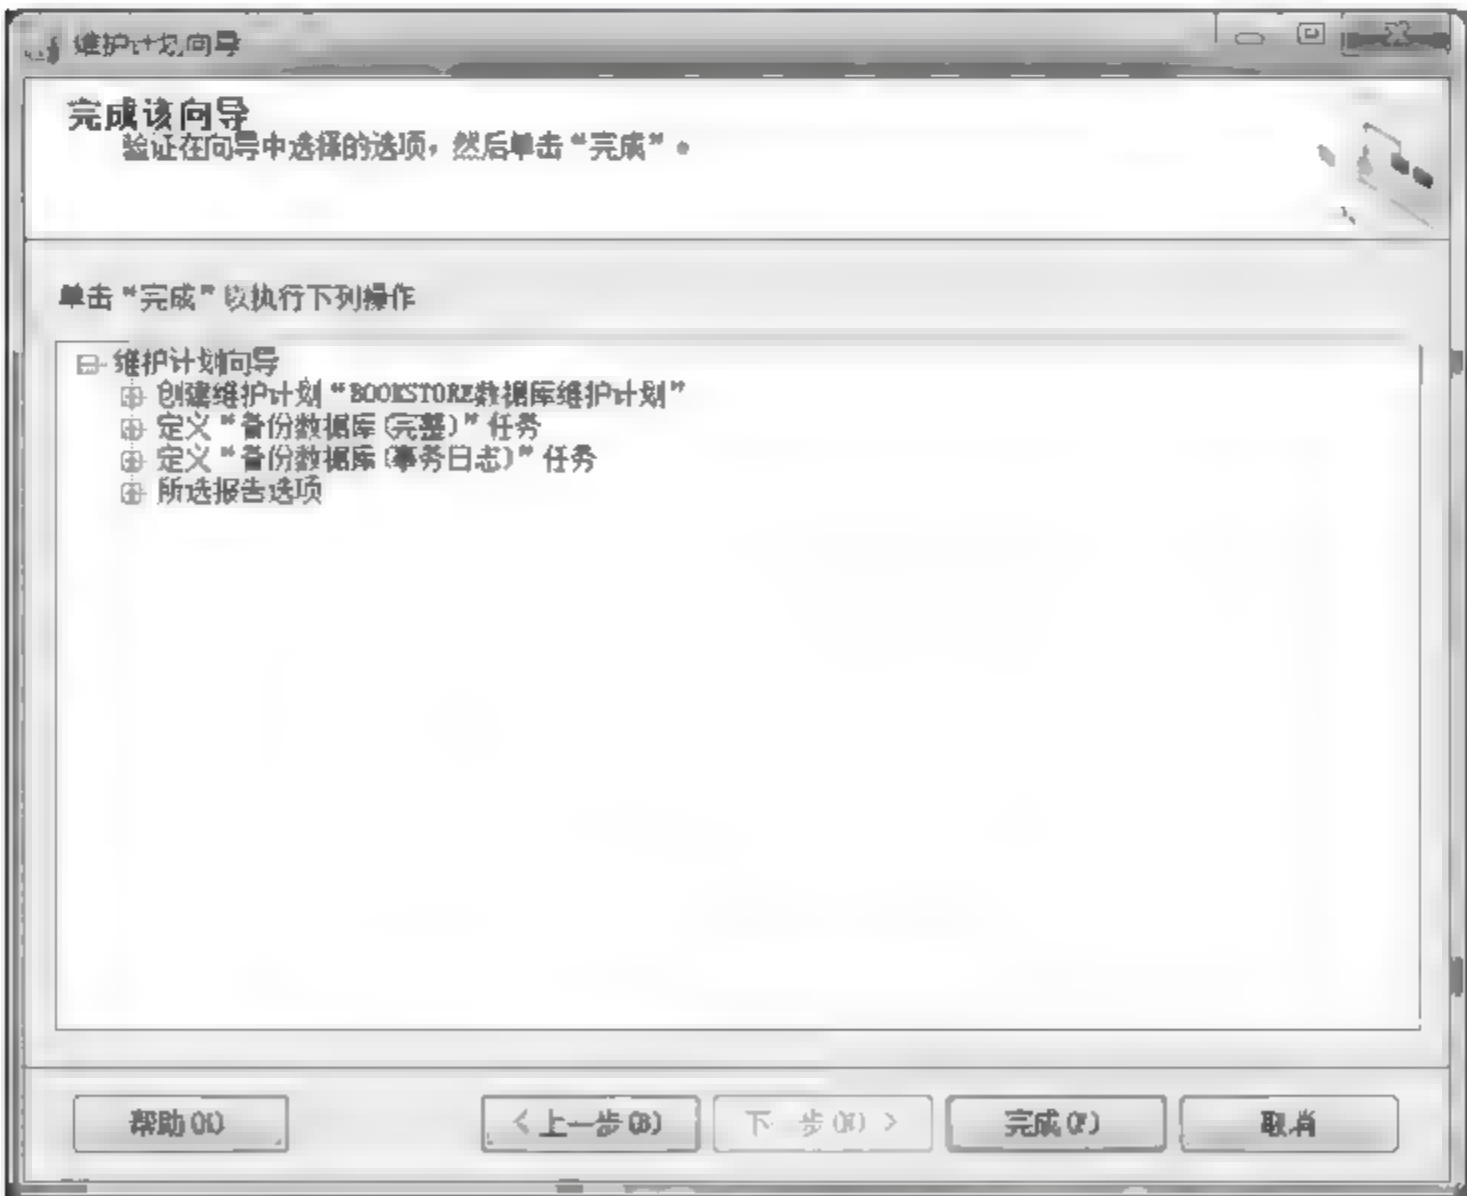 维护计划向导
完成该向导
验证在向导中选择的选项，然后单击“完成”。
单击“完成”以执行下列操作
维护计划向导
创建维护计划“BOOKSTORE数据库维护计划”
定义“备份数据库(完整)”任务
定义“备份数据库(事务日志)”任务
所选报告选项
帮助(H) < 上一步(B) 下一步(N) > 完成(F) 取消